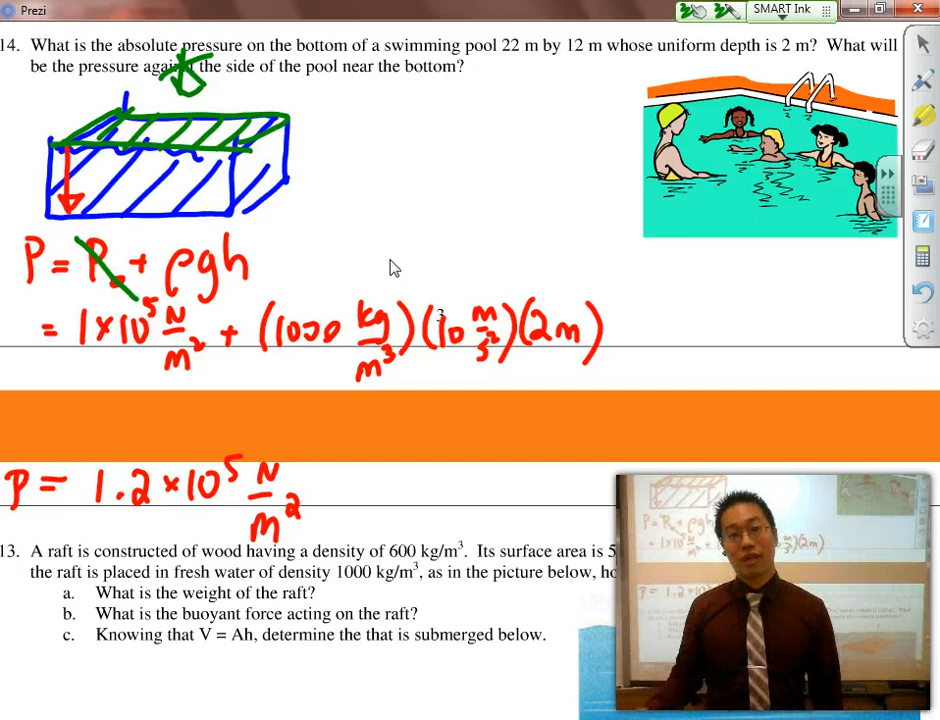 Prezi
SMART Ink
14. What is the absolute pressure on the bottom of a swimming pool 22 m by 12 m whose uniform depth is 2 m? What will
be the pressure against the side of the pool near the bottom?
P = P₀ + ρgh
= 1×10⁵ N/m² + (1000 kg/m³)(10 m/s²)(2m)
3
P = 1.2×10⁵ N/m²
13. A raft is constructed of wood having a density of 600 kg/m³. Its surface area is 5
the raft is placed in fresh water of density 1000 kg/m³, as in the picture below,
a. What is the weight of the raft?
b. What is the buoyant force acting on the raft?
c. Knowing that V = Ah, determine the that is submerged below.